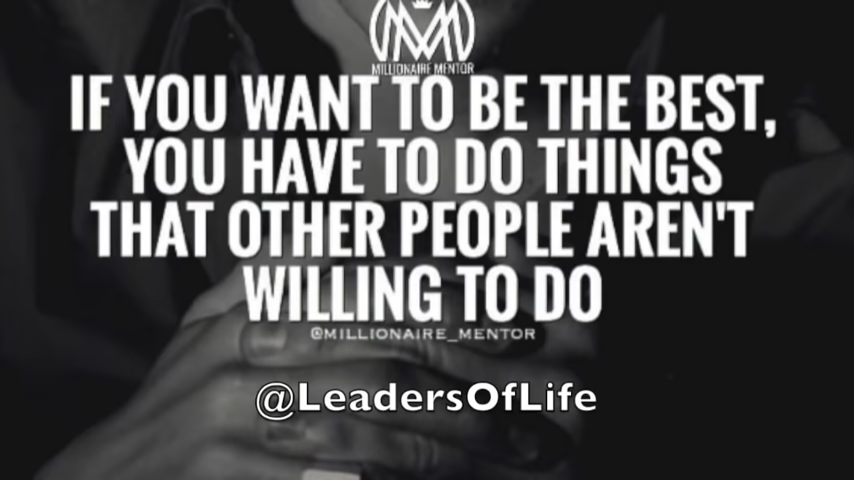 MILLIONAIRE MENTOR
IF YOU WANT TO BE THE BEST,
YOU HAVE TO DO THINGS
THAT OTHER PEOPLE AREN'T
WILLING TO DO
@MILLIONAIRE_MENTOR
@LeadersOfLife